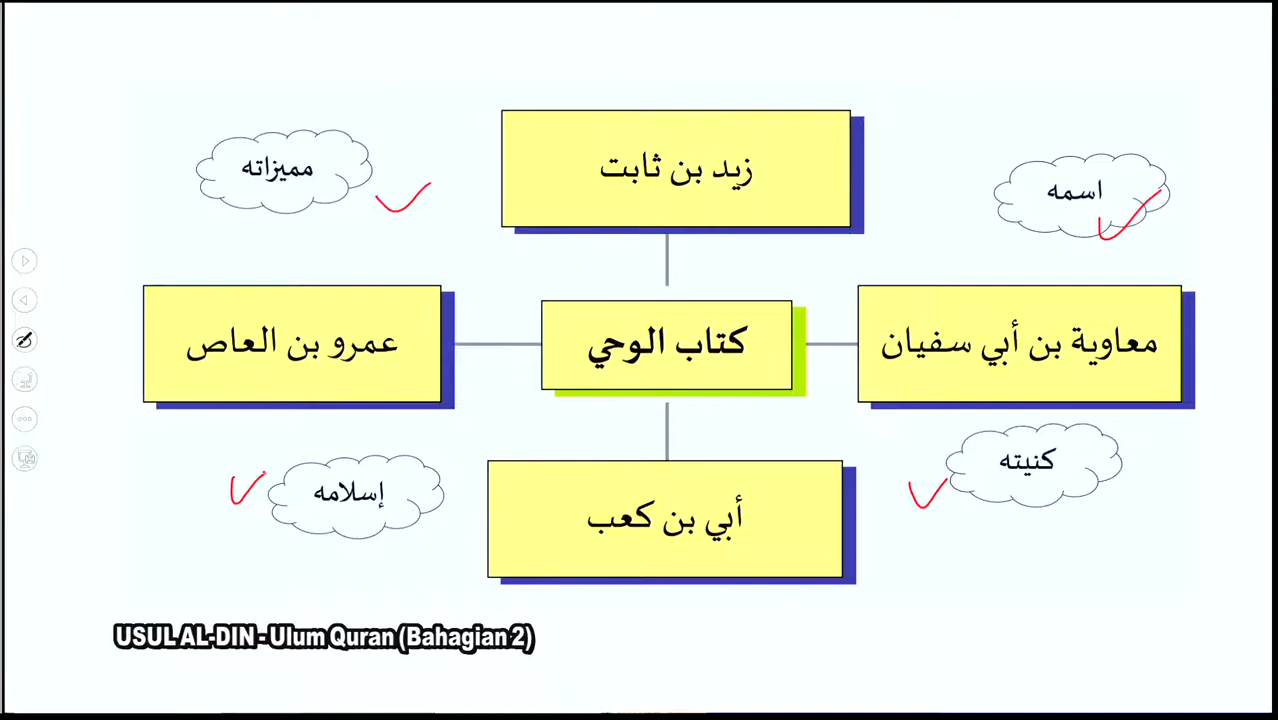 زيد بن ثابت
مميزاته
اسمه
معاوية بن أبي سفيان
كتاب الوحي
عمرو بن العاص
كنيته
إسلامه
أبي بن كعب
USUL AL-DIN - Ulum Quran (Bahagian 2)